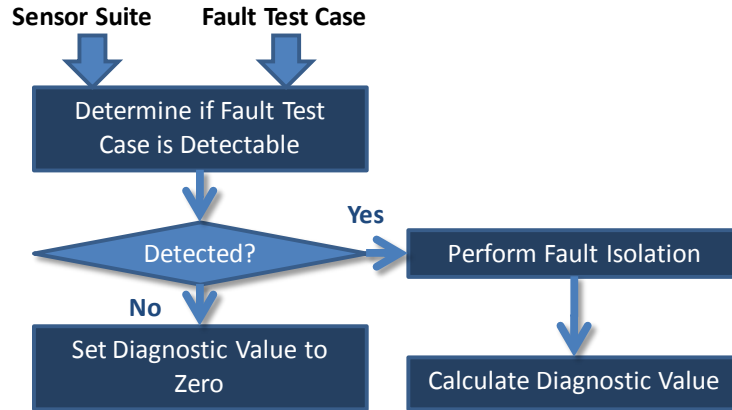 Sensor Suite Fault Test Case
Determine if Fault Test
Case is Detectable
Yes
Detected?
Perform Fault Isolation
No
Set Diagnostic Value to
Zero
Calculate Diagnostic Value